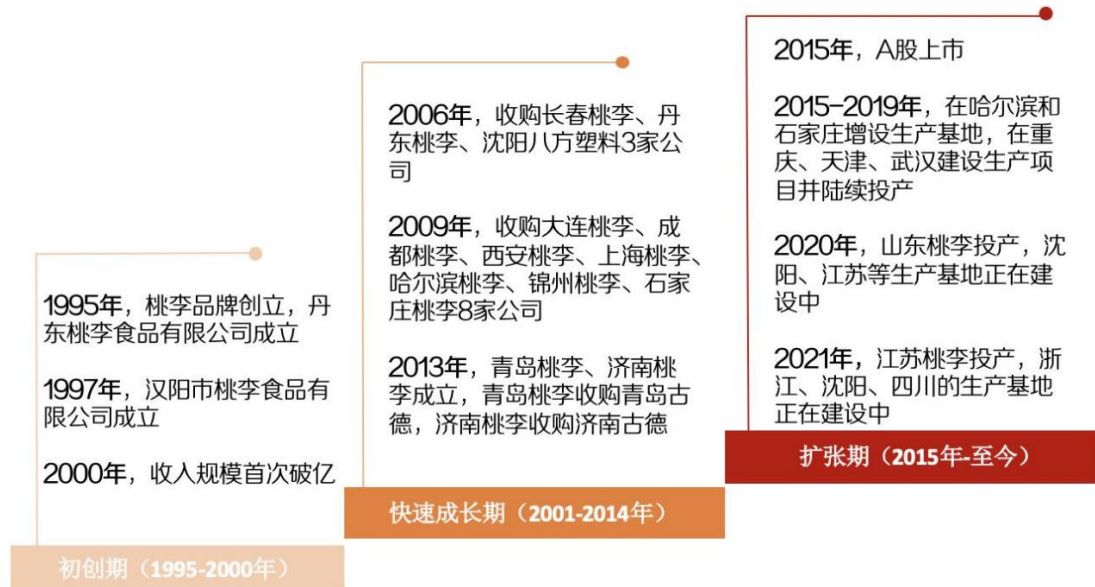 1995年，桃李品牌创立，丹
东桃李食品有限公司成立
1997年，汉阳市桃李食品有
限公司成立
2000年，收入规模首次破亿
初创期（1995-2000年）
2006年，收购长春桃李、丹
东桃李、沈阳八方塑料3家公
司
2009年，收购大连桃李、成
都桃李、西安桃李、上海桃李、
哈尔滨桃李、锦州桃李、石家
庄桃李8家公司
2013年，青岛桃李、济南桃
李成立，青岛桃李收购青岛古
德，济南桃李收购济南古德
快速成长期（2001-2014年）
2015年，A股上市
2015-2019年，在哈尔滨和
石家庄增设生产基地，在重
庆、天津、武汉建设生产项
目并陆续投产
2020年，山东桃李投产，沈
阳、江苏等生产基地正在建
设中
2021年，江苏桃李投产，浙
江、沈阳、四川的生产基地
正在建设中
扩张期（2015年-至今）